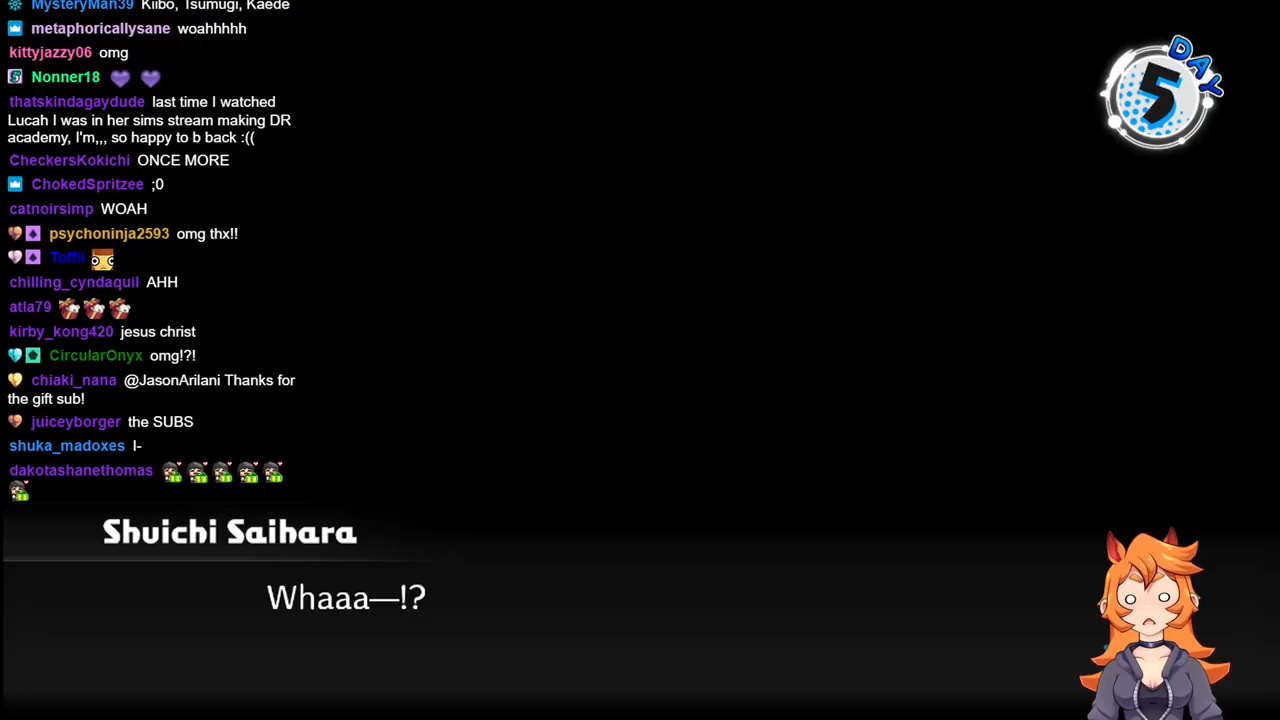 MysteryMan39 Kiibo, Tsumugi, Kaede
metaphoricallysane woahhhhh
kittyjazzy06 omg
Nonner18
thatskindagaydude last time I watched
Lucah I was in her sims stream making DR
academy, I'm,,, so happy to b back :((
CheckersKokichi ONCE MORE
ChokedSpritzee ;0
catnoirsimp WOAH
psychoninja2593 omg thx!!
Toffii
chilling_cyndaquil AHH
atla79
kirby_kong420 jesus christ
CircularOnyx omg!?!
chiaki_nana @JasonArilani Thanks for
the gift sub!
juiceyborger the SUBS
shuka_madoxes I-
dakotashanethomas
DAY
5
Shuichi Saihara
Whaaa—!?